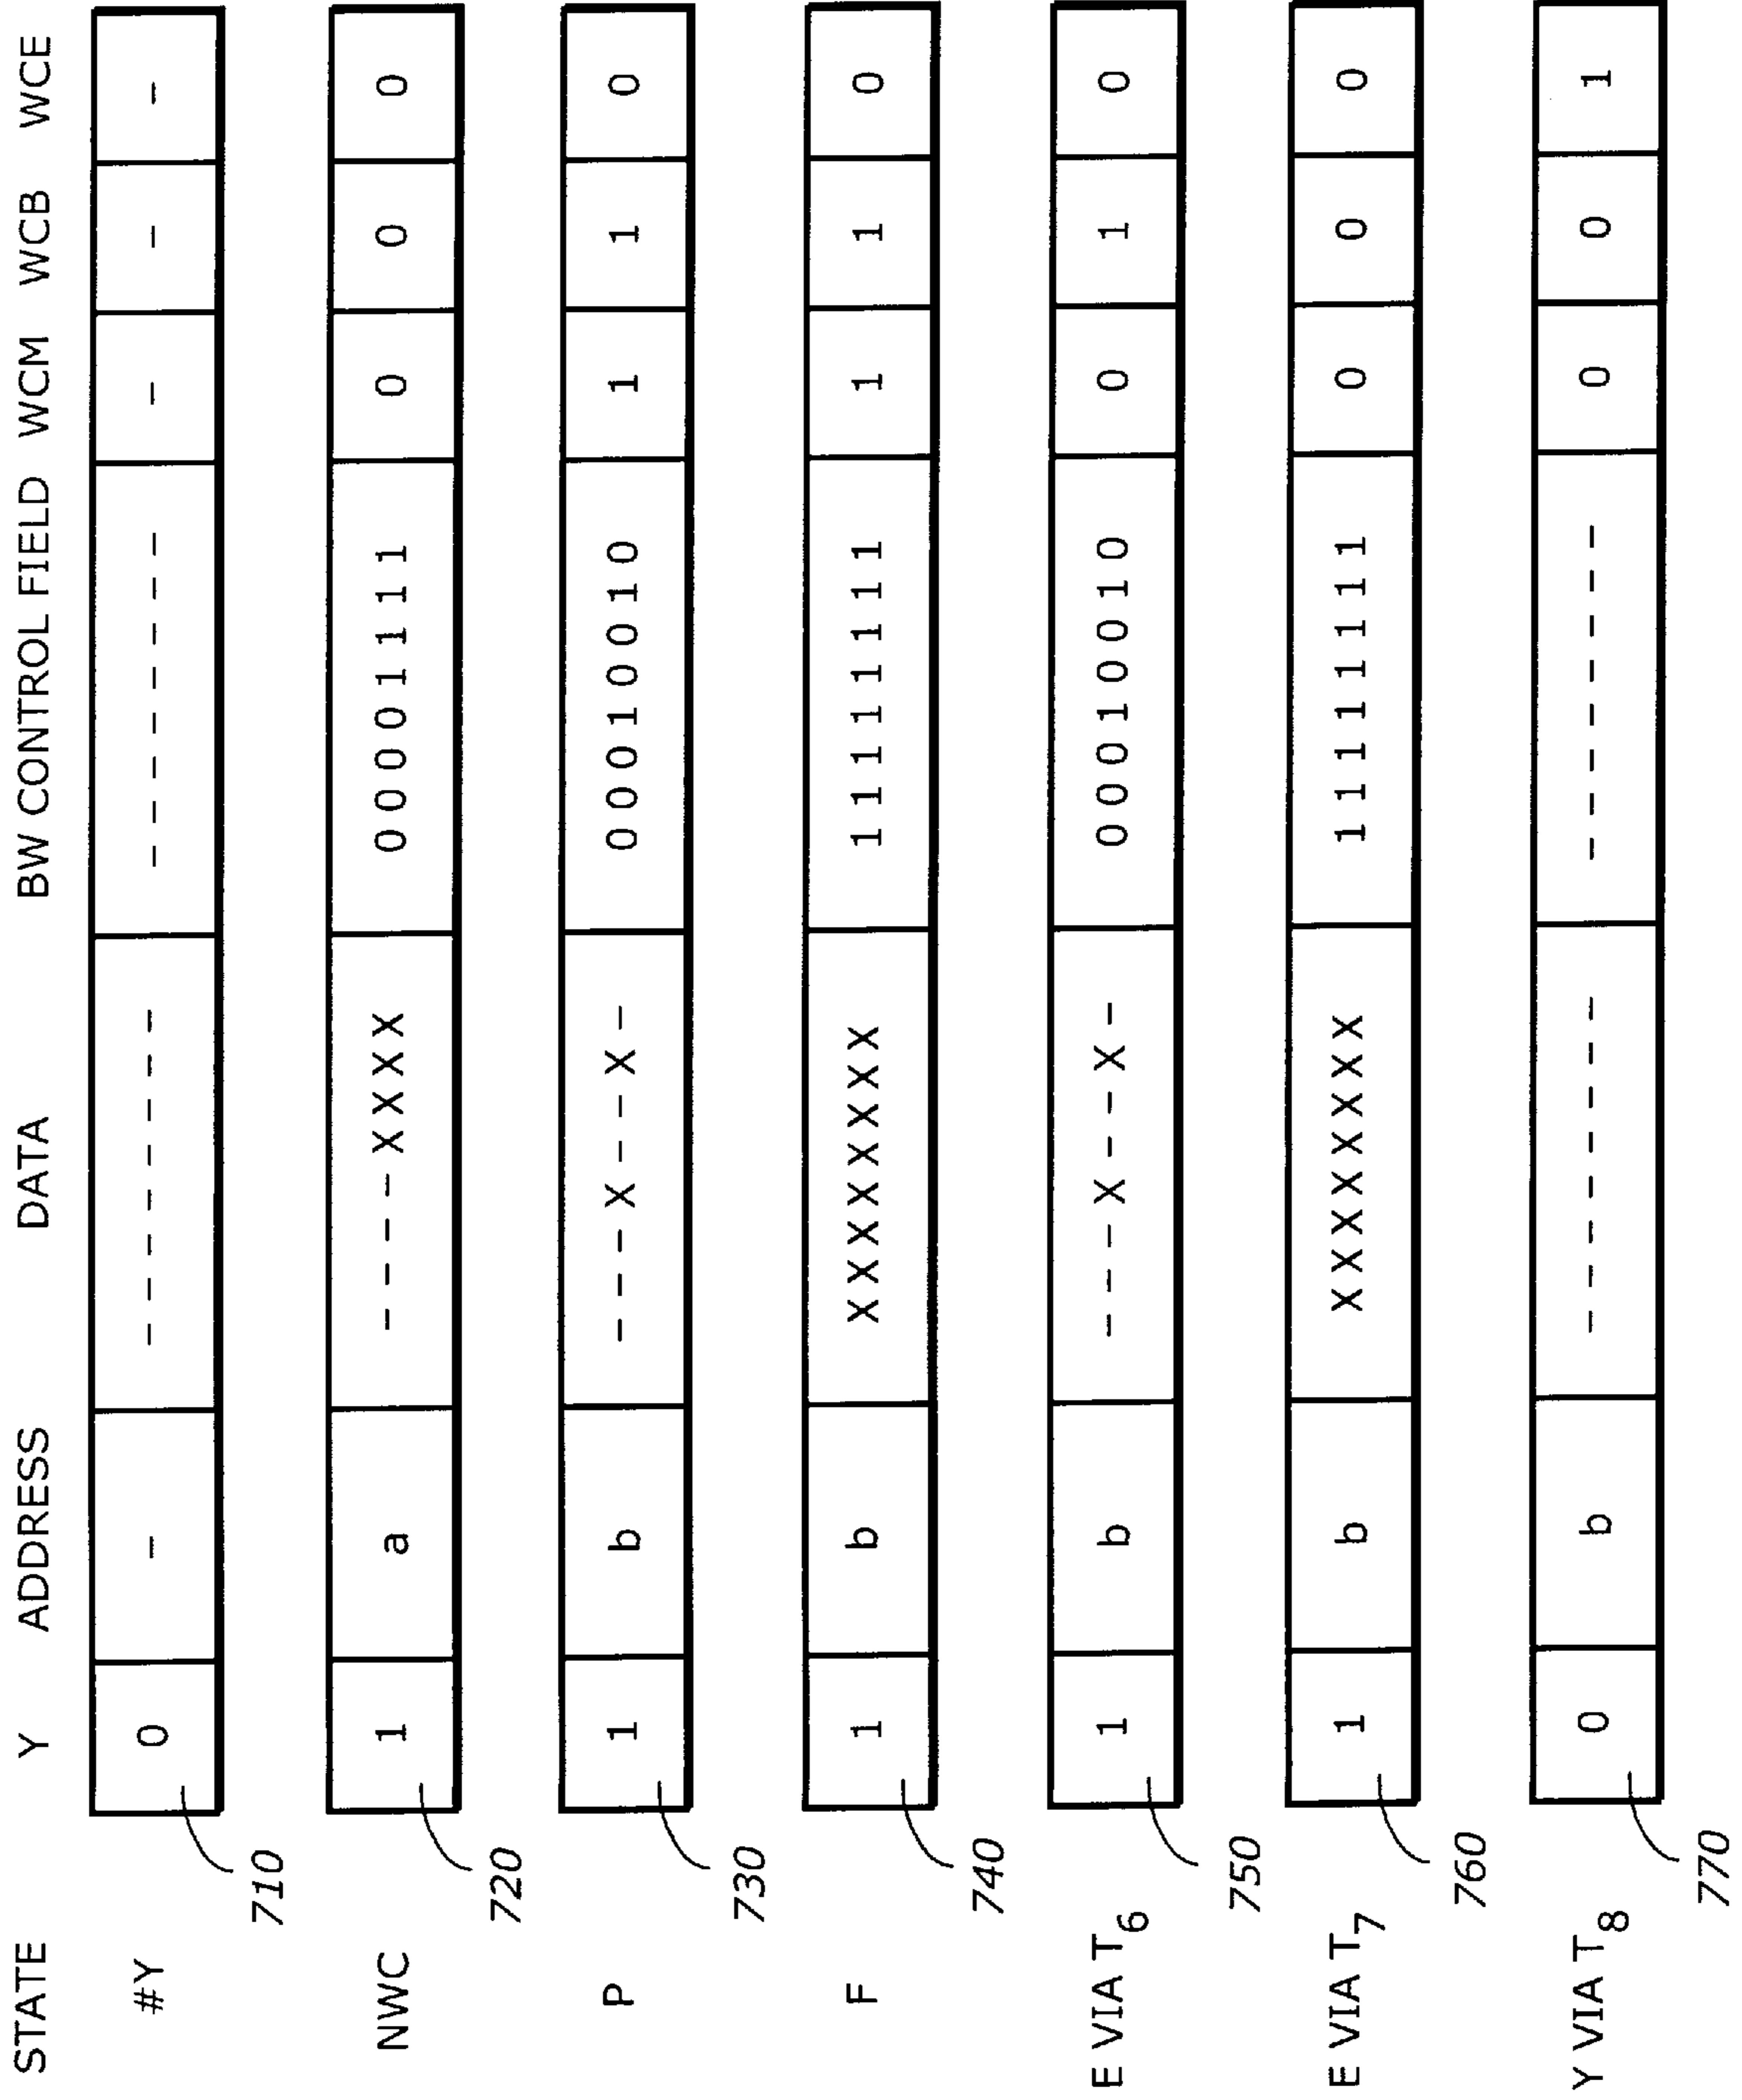 STATE Y ADDRESS DATA BW CONTROL FIELD WCM WCB WCE
#Y 0 – – – – – – – – – – – – – – – – – – – –
710
NWC 1 a – – – – X X X X 0 0 0 0 1 1 1 1 0 0 0
720
P 1 b – – – X – – X – 0 0 0 1 0 0 1 0 1 1 0
730
F 1 b X X X X X X X X 1 1 1 1 1 1 1 1 1 1 0
740
E VIA T6 1 b – – – X – – X – 0 0 0 1 0 0 1 0 0 1 0
750
E VIA T7 1 b X X X X X X X X 1 1 1 1 1 1 1 1 0 0 0
760
Y VIA T8 0 b – – – – – – – – – – – – – – – – 0 0 1
770